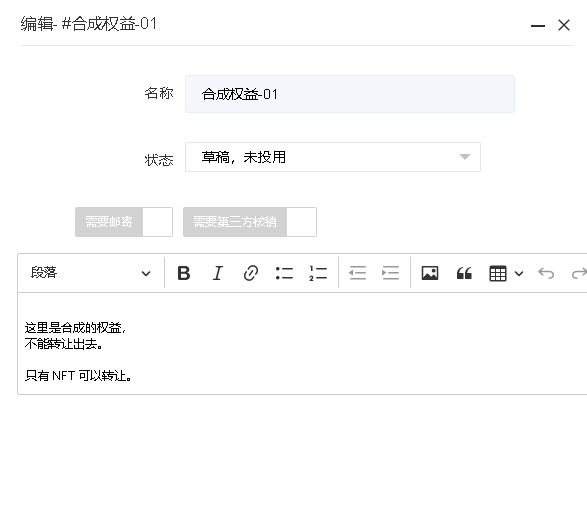 编辑- #合成权益-01
名称
合成权益-01
状态
草稿，未投用
需要邮寄
需要第三方核销
段落
这里是合成的权益，
不能转让出去。
只有 NFT 可以转让。